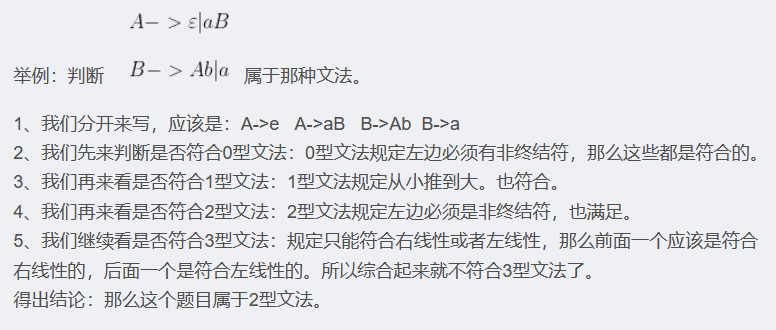 A− > ε|aB
举例：判断 B− > Ab|a 属于那种文法。
1、我们分开来写，应该是：A->e A->aB B->Ab B->a
2、我们先来判断是否符合0型文法：0型文法规定左边必须有非终结符，那么这些都是符合的。
3、我们再来看是否符合1型文法：1型文法规定从小推到大。也符合。
4、我们再来看是否符合2型文法：2型文法规定左边必须是非终结符，也满足。
5、我们继续看是否符合3型文法：规定只能符合右线性或者左线性，那么前面一个应该是符合
右线性的，后面一个是符合左线性的。所以综合起来就不符合3型文法了。
得出结论：那么这个题目属于2型文法。